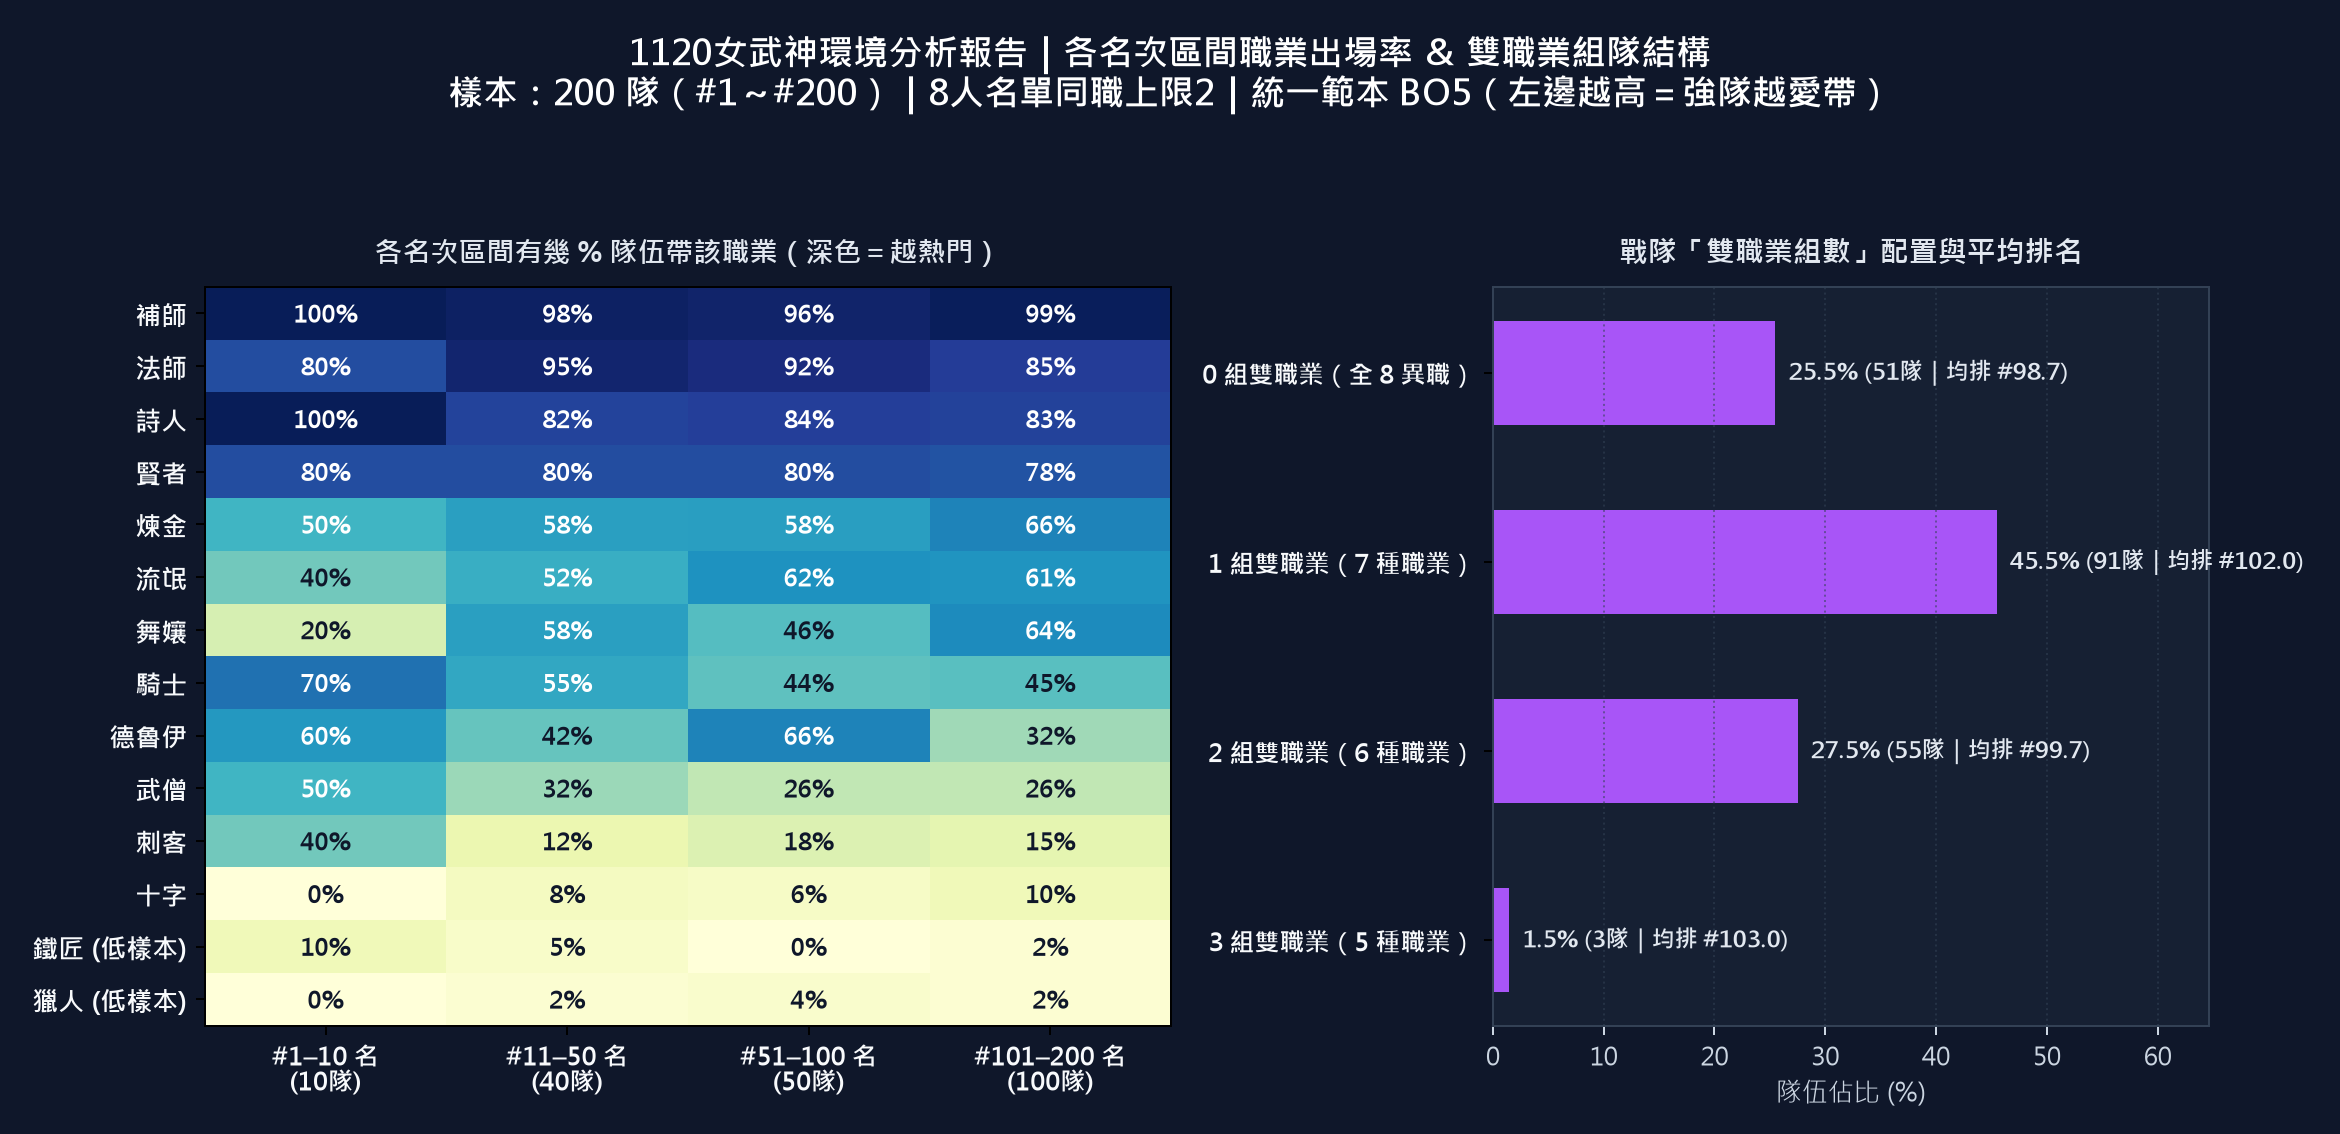 1120女武神環境分析報告 | 各名次區間職業出場率 & 雙職業組隊結構
樣本：200 隊（#1～#200） | 8人名單同職上限2 | 統一範本 BO5（左邊越高＝強隊越愛帶）
各名次區間有幾 % 隊伍帶該職業（深色＝越熱門）
補師 100% 98% 96% 99%
法師 80% 95% 92% 85%
詩人 100% 82% 84% 83%
賢者 80% 80% 80% 78%
煉金 50% 58% 58% 66%
流氓 40% 52% 62% 61%
舞孃 20% 58% 46% 64%
騎士 70% 55% 44% 45%
德魯伊 60% 42% 66% 32%
武僧 50% 32% 26% 26%
刺客 40% 12% 18% 15%
十字 0% 8% 6% 10%
鐵匠 (低樣本) 10% 5% 0% 2%
獵人 (低樣本) 0% 2% 4% 2%
#1–10 名 #11–50 名 #51–100 名 #101–200 名
(10隊) (40隊) (50隊) (100隊)
戰隊「雙職業組數」配置與平均排名
0 組雙職業（全 8 異職） 25.5% (51隊 | 均排 #98.7)
1 組雙職業（7 種職業） 45.5% (91隊 | 均排 #102.0)
2 組雙職業（6 種職業） 27.5% (55隊 | 均排 #99.7)
3 組雙職業（5 種職業） 1.5% (3隊 | 均排 #103.0)
0 10 20 30 40 50 60
隊伍佔比 (%)